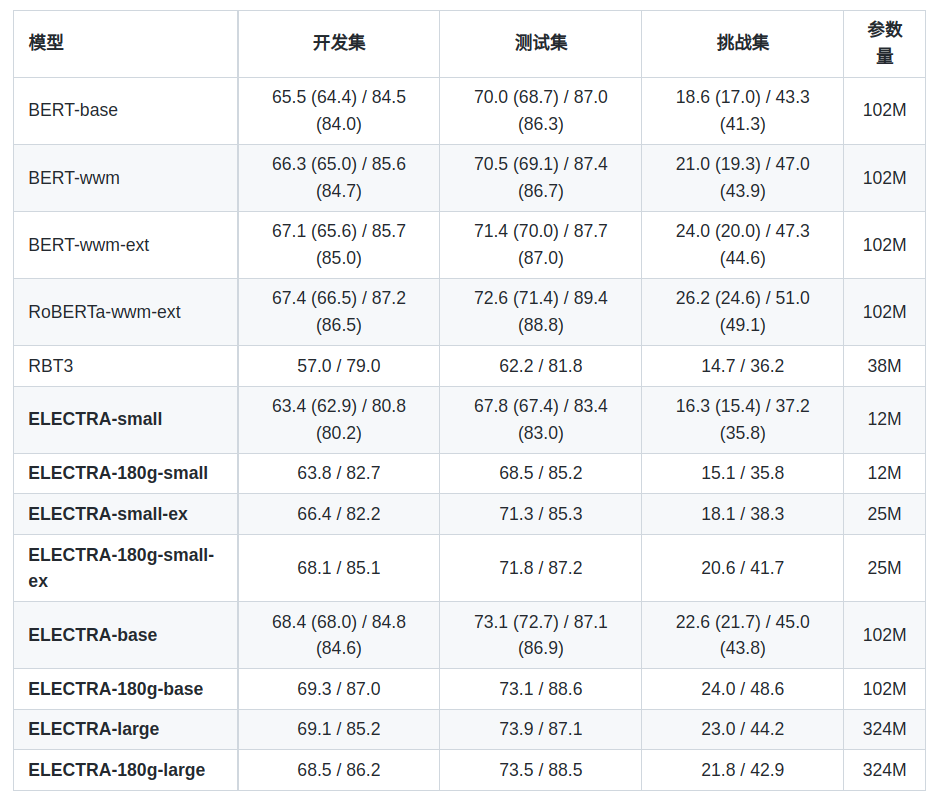 模型 开发集 测试集 挑战集 参数量
BERT-base 65.5 (64.4) / 84.5 (84.0) 70.0 (68.7) / 87.0 (86.3) 18.6 (17.0) / 43.3 (41.3) 102M
BERT-wwm 66.3 (65.0) / 85.6 (84.7) 70.5 (69.1) / 87.4 (86.7) 21.0 (19.3) / 47.0 (43.9) 102M
BERT-wwm-ext 67.1 (65.6) / 85.7 (85.0) 71.4 (70.0) / 87.7 (87.0) 24.0 (20.0) / 47.3 (44.6) 102M
RoBERTa-wwm-ext 67.4 (66.5) / 87.2 (86.5) 72.6 (71.4) / 89.4 (88.8) 26.2 (24.6) / 51.0 (49.1) 102M
RBT3 57.0 / 79.0 62.2 / 81.8 14.7 / 36.2 38M
ELECTRA-small 63.4 (62.9) / 80.8 (80.2) 67.8 (67.4) / 83.4 (83.0) 16.3 (15.4) / 37.2 (35.8) 12M
ELECTRA-180g-small 63.8 / 82.7 68.5 / 85.2 15.1 / 35.8 12M
ELECTRA-small-ex 66.4 / 82.2 71.3 / 85.3 18.1 / 38.3 25M
ELECTRA-180g-small-ex 68.1 / 85.1 71.8 / 87.2 20.6 / 41.7 25M
ELECTRA-base 68.4 (68.0) / 84.8 (84.6) 73.1 (72.7) / 87.1 (86.9) 22.6 (21.7) / 45.0 (43.8) 102M
ELECTRA-180g-base 69.3 / 87.0 73.1 / 88.6 24.0 / 48.6 102M
ELECTRA-large 69.1 / 85.2 73.9 / 87.1 23.0 / 44.2 324M
ELECTRA-180g-large 68.5 / 86.2 73.5 / 88.5 21.8 / 42.9 324M